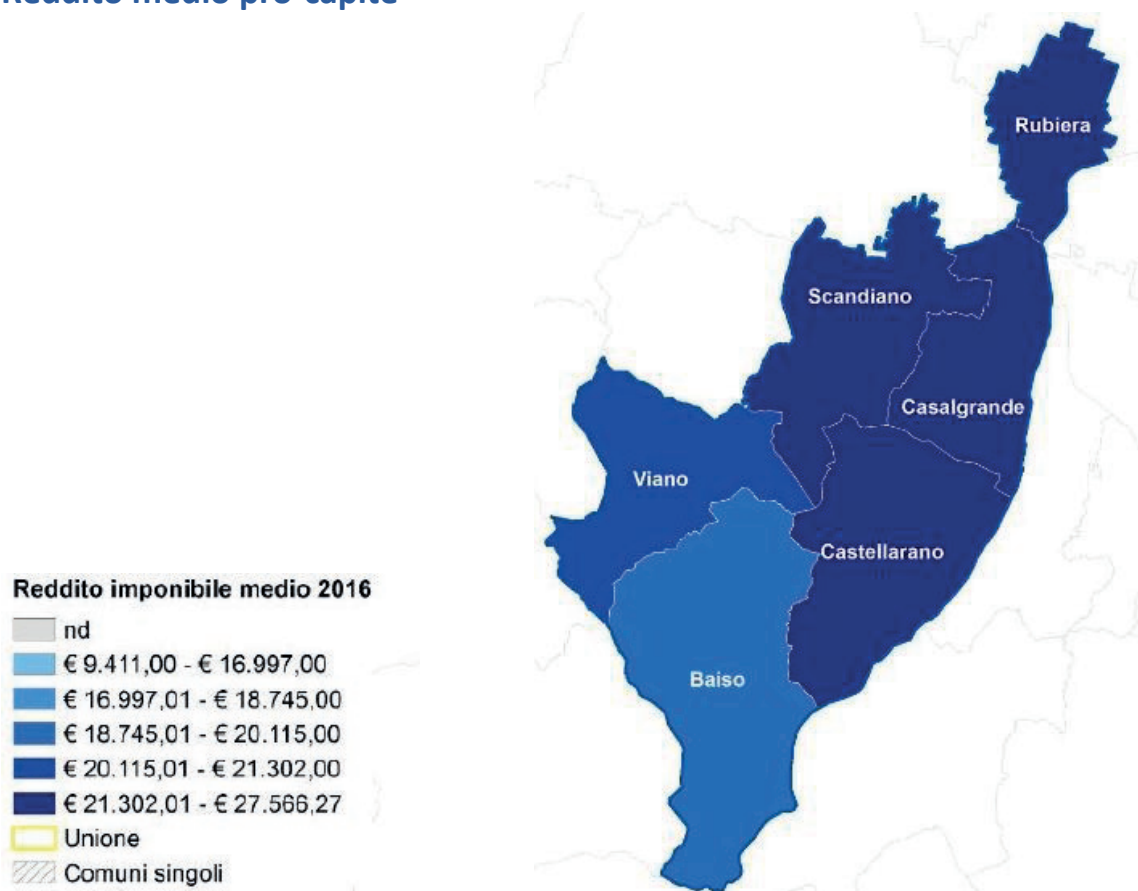 Reddito medio pro-capite
Rubiera
Scandiano
Casalgrande
Viano
Castellarano
Baiso
Reddito imponibile medio 2016
nd
€ 9.411,00 - € 16.997,00
€ 16.997,01 - € 18.745,00
€ 18.745,01 - € 20.115,00
€ 20.115,01 - € 21.302,00
€ 21.302,01 - € 27.566,27
Unione
Comuni singoli